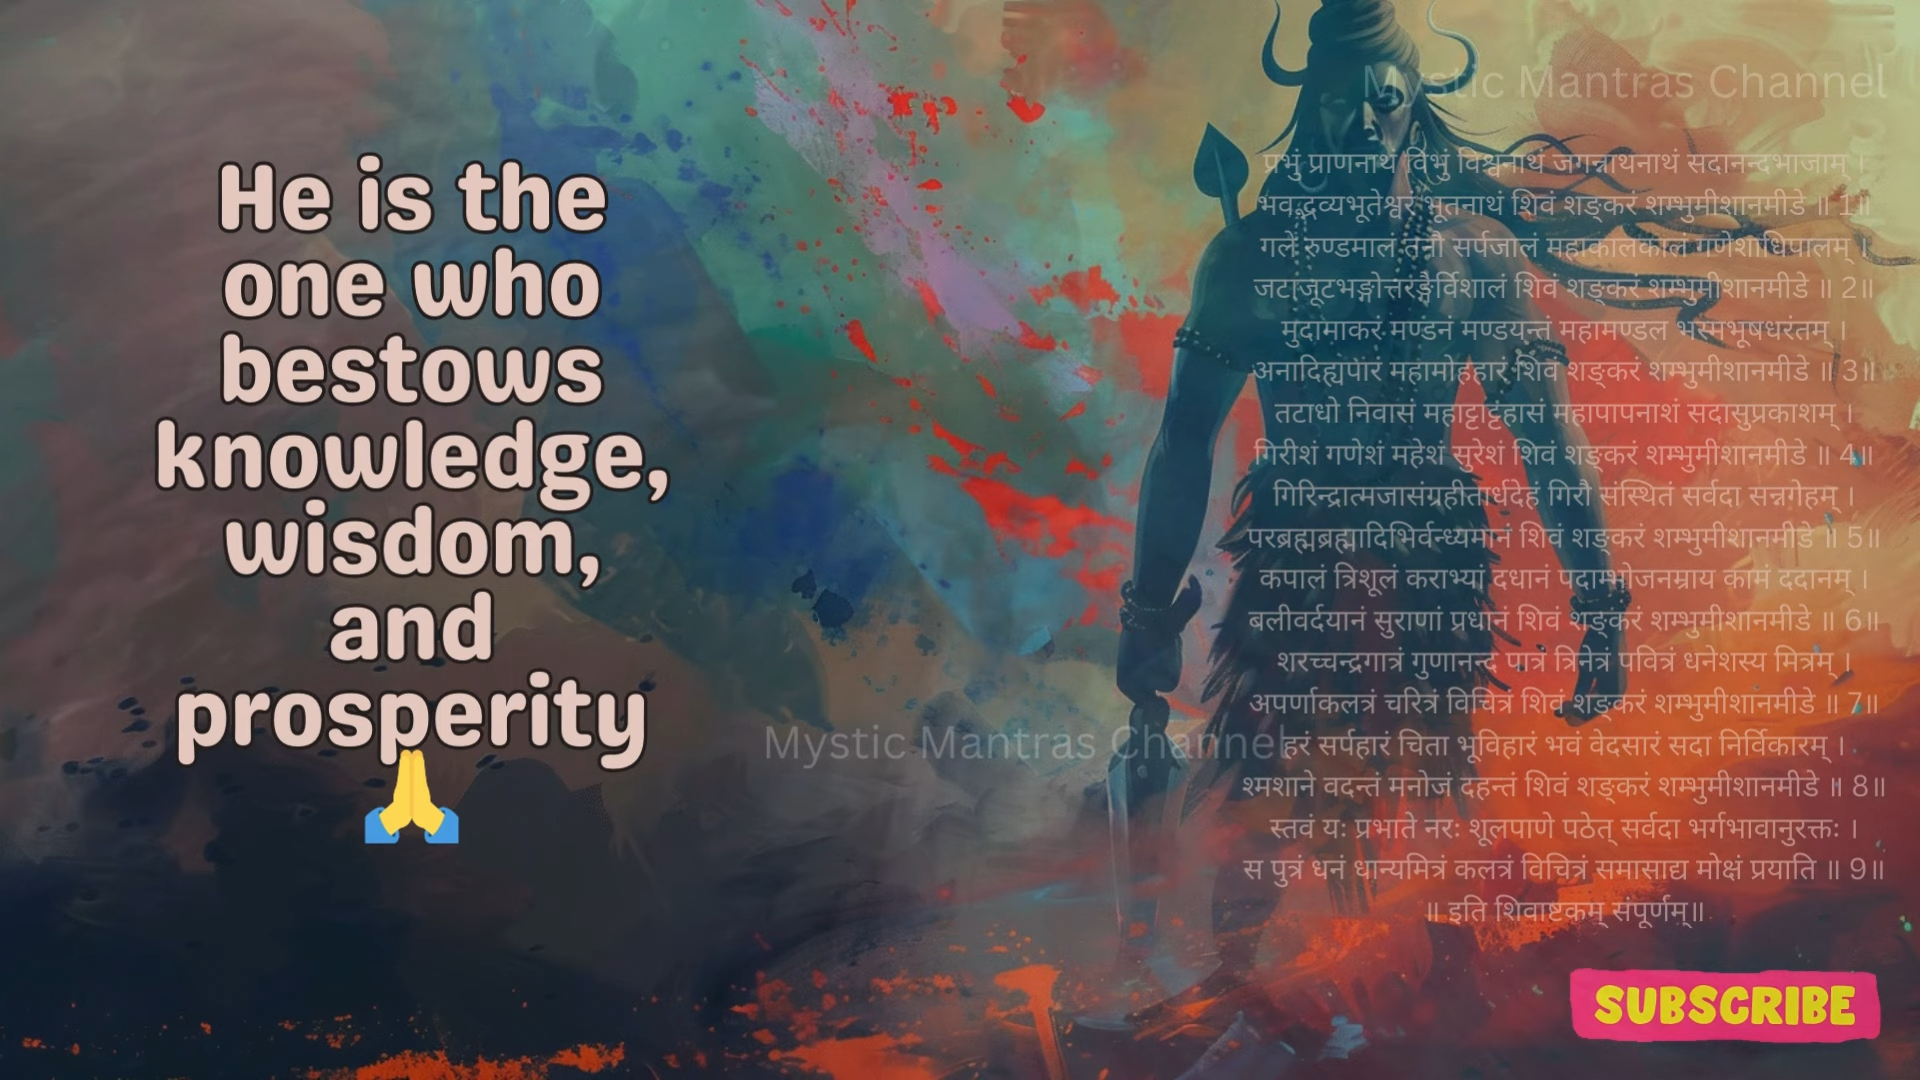 He is the
one who
bestows
knowledge,
wisdom,
and
prosperity
🙏
Mystic Mantras Channel
प्रभुं प्राणनाथं विभुं विश्वनाथं जगन्नाथनाथं सदानन्दभाजाम् ।
भवद्भव्यभूतेश्वरं भूतनाथं शिवं शङ्करं शम्भुमीशानमीडे ॥ 1॥
गले रुण्डमालं तनौ सर्पजालं महाकालकालं गणेशाधिपालम् ।
जटाजूटभङ्गोत्तरङ्गैर्विशालं शिवं शङ्करं शम्भुमीशानमीडे ॥ 2॥
मुदामाकरं मण्डनं मण्डयन्तं महामण्डल भस्मभूषधरंतम् ।
अनादिह्यपारं महामोहहारं शिवं शङ्करं शम्भुमीशानमीडे ॥ 3॥
तटाधो निवासं महाट्टाट्टहासं महापापनाशं सदासुप्रकाशम् ।
गिरीशं गणेशं महेशं सुरेशं शिवं शङ्करं शम्भुमीशानमीडे ॥ 4॥
गिरिन्द्रात्मजासंग्रहीतार्धदेहं गिरौ संस्थितं सर्वदा सन्नगेहम् ।
परब्रह्मब्रह्मादिभिर्वन्ध्यमानं शिवं शङ्करं शम्भुमीशानमीडे ॥ 5॥
कपालं त्रिशूलं कराभ्यां दधानं पदाम्भोजनम्राय कामं ददानम् ।
बलीवर्दयानं सुराणां प्रधानं शिवं शङ्करं शम्भुमीशानमीडे ॥ 6॥
शरच्चन्द्रगात्रं गुणानन्द पात्रं त्रिनेत्रं पवित्रं धनेशस्य मित्रम् ।
अपर्णाकलत्रं चरित्रं विचित्रं शिवं शङ्करं शम्भुमीशानमीडे ॥ 7॥
Mystic Mantras Channel
हरं सर्पहारं चिता भूविहारं भवं वेदसारं सदा निर्विकारम् ।
श्मशाने वदन्तं मनोजं दहन्तं शिवं शङ्करं शम्भुमीशानमीडे ॥ 8॥
स्तवं यः प्रभाते नरः शूलपाणे पठेत् सर्वदा भर्गभावानुरक्तः ।
स पुत्रं धनं धान्यमित्रं कलत्रं विचित्रं समासाद्य मोक्षं प्रयाति ॥ 9॥
॥ इति शिवाष्टकम् संपूर्णम्॥
SUBSCRIBE